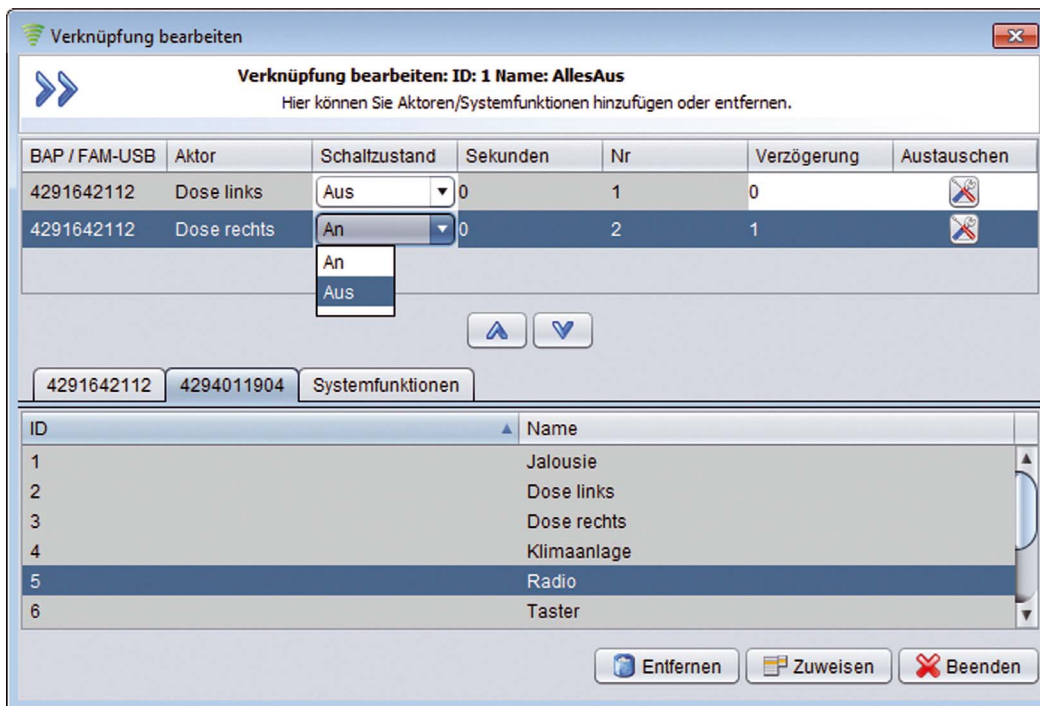 Verknüpfung bearbeiten
Verknüpfung bearbeiten: ID: 1 Name: AllesAus
Hier können Sie Aktoren/Systemfunktionen hinzufügen oder entfernen.
BAP / FAM-USB Aktor Schaltzustand Sekunden Nr Verzögerung Austauschen
4291642112 Dose links Aus 0 1 0
4291642112 Dose rechts An 0 2 1
An
Aus
4291642112 4294011904 Systemfunktionen
ID Name
1 Jalousie
2 Dose links
3 Dose rechts
4 Klimaanlage
5 Radio
6 Taster
Entfernen Zuweisen Beenden